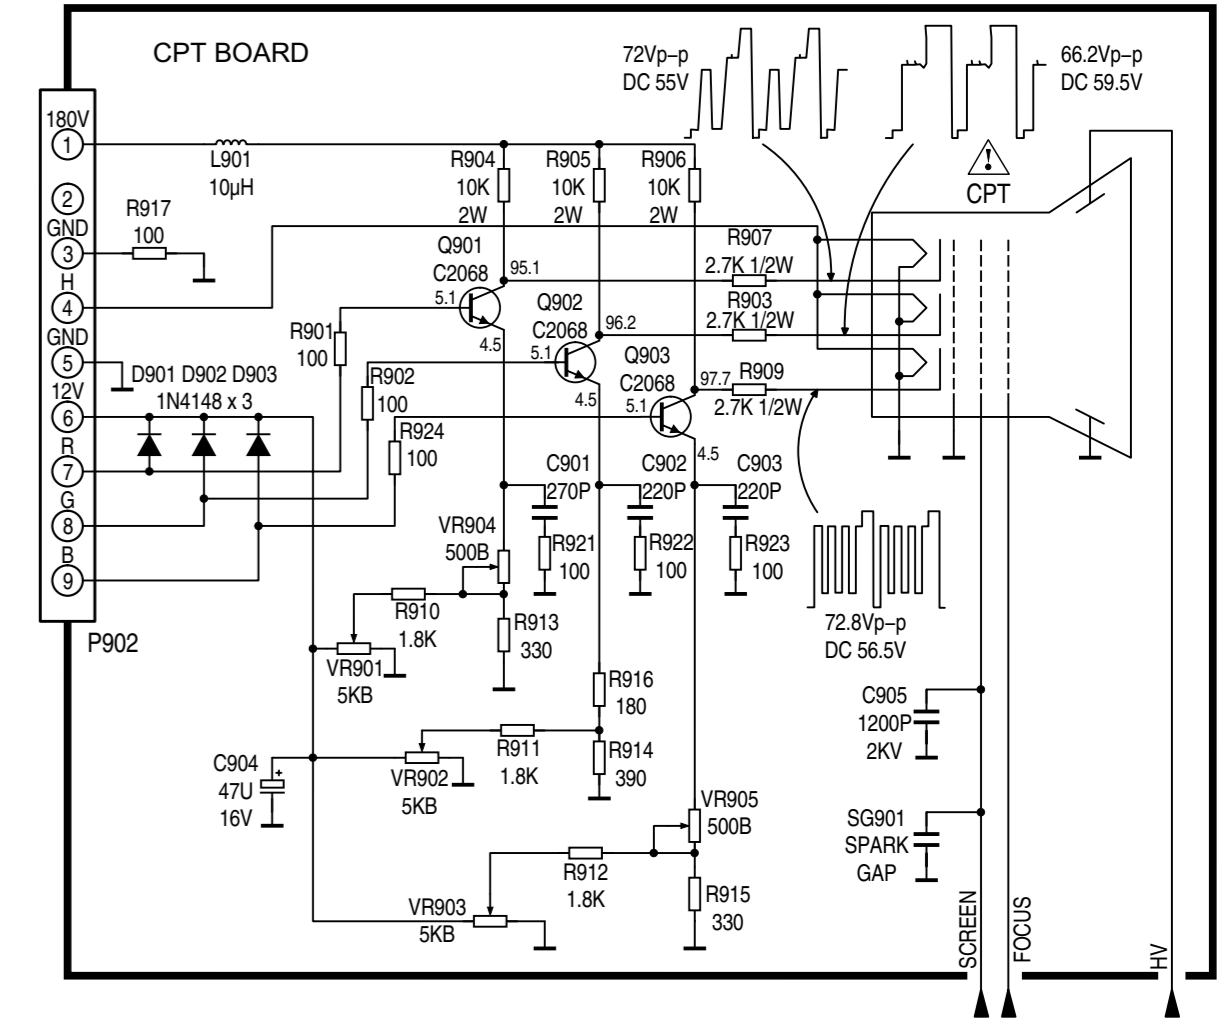 CPT BOARD
72Vp–p
DC 55V
66.2Vp–p
DC 59.5V
180V
1
L901
10µH
R904
10K
2W
R905
10K
2W
R906
10K
2W
CPT
2
GND
R917
100
3
H
4
GND
5
12V
6
R
7
G
8
B
9
P902
Q901
C2068
95.1
5.1
4.5
Q902
C2068
96.2
5.1
4.5
Q903
C2068
97.7
5.1
4.5
R907
2.7K 1/2W
R903
2.7K 1/2W
R909
2.7K 1/2W
R901
100
D901 D902 D903
1N4148 x 3
R902
100
R924
100
C901
270P
C902
220P
C903
220P
VR904
500B
R921
100
R922
100
R923
100
72.8Vp–p
DC 56.5V
R910
1.8K
R913
330
VR901
5KB
R916
180
R911
1.8K
R914
390
VR902
5KB
C904
+
47U
16V
C905
1200P
2KV
VR905
500B
SG901
SPARK
GAP
R912
1.8K
R915
330
VR903
5KB
SCREEN
FOCUS
HV